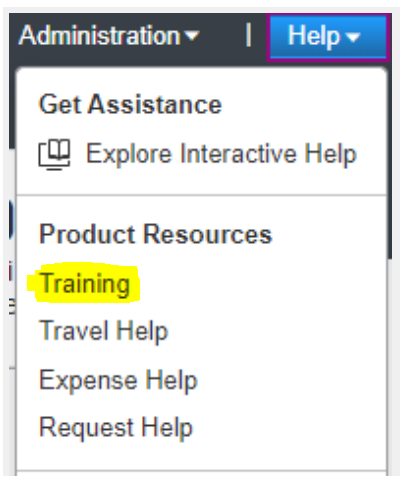 Administration ▾ | Help ▾
Get Assistance
Explore Interactive Help
Product Resources
Training
Travel Help
Expense Help
Request Help